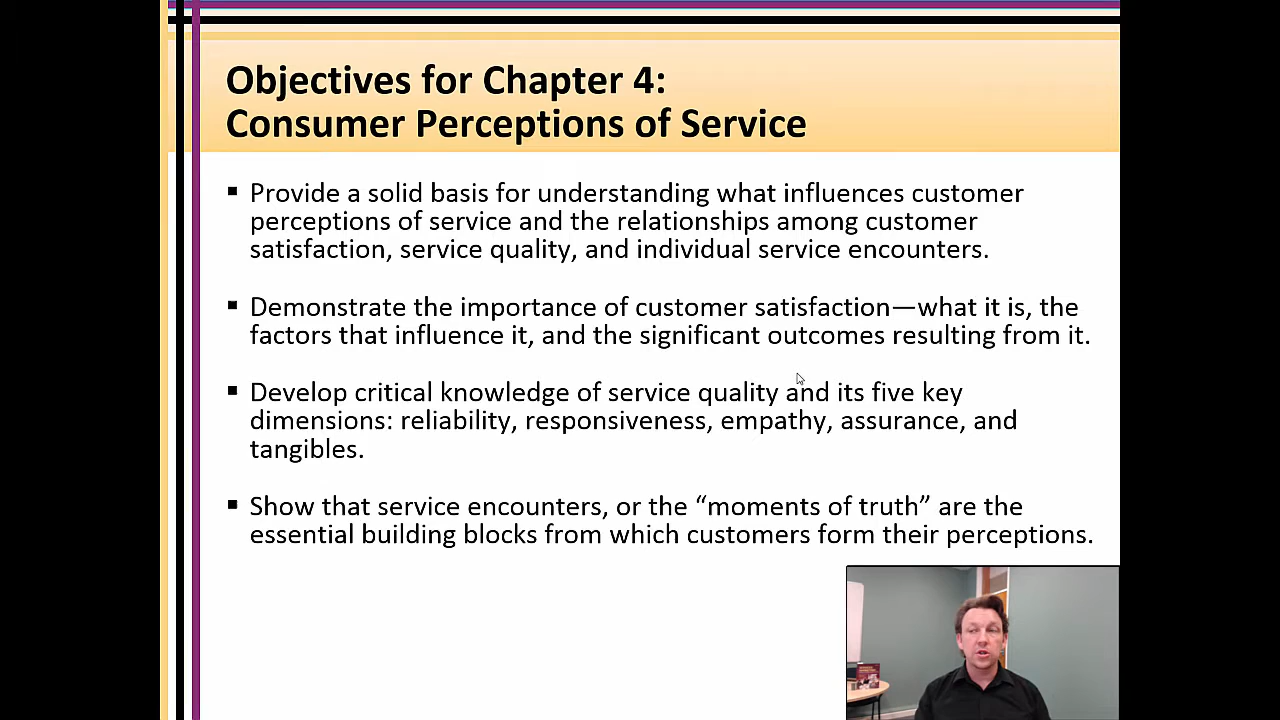 Objectives for Chapter 4:
Consumer Perceptions of Service
▪ Provide a solid basis for understanding what influences customer
perceptions of service and the relationships among customer
satisfaction, service quality, and individual service encounters.
▪ Demonstrate the importance of customer satisfaction—what it is, the
factors that influence it, and the significant outcomes resulting from it.
▪ Develop critical knowledge of service quality and its five key
dimensions: reliability, responsiveness, empathy, assurance, and
tangibles.
▪ Show that service encounters, or the “moments of truth” are the
essential building blocks from which customers form their perceptions.